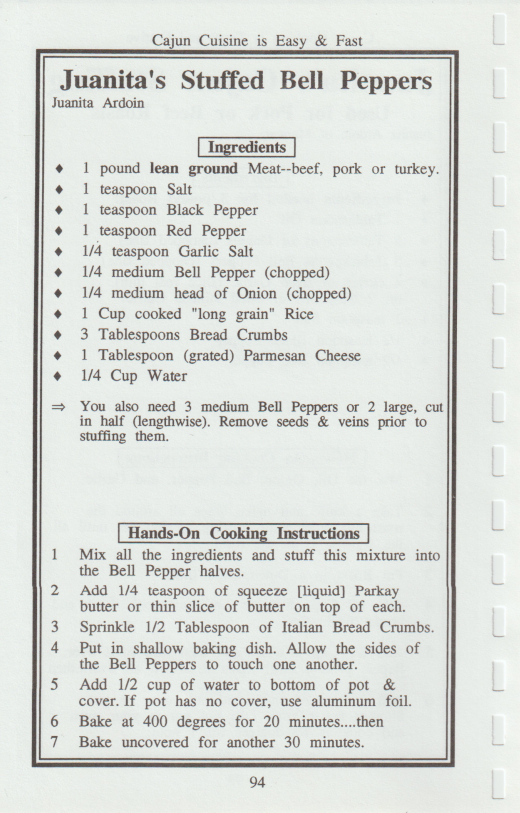 Cajun Cuisine is Easy & Fast
Juanita's Stuffed Bell Peppers
Juanita Ardoin
Ingredients
♦ 1 pound lean ground Meat--beef, pork or turkey.
♦ 1 teaspoon Salt
♦ 1 teaspoon Black Pepper
♦ 1 teaspoon Red Pepper
♦ 1/4 teaspoon Garlic Salt
♦ 1/4 medium Bell Pepper (chopped)
♦ 1/4 medium head of Onion (chopped)
♦ 1 Cup cooked "long grain" Rice
♦ 3 Tablespoons Bread Crumbs
♦ 1 Tablespoon (grated) Parmesan Cheese
♦ 1/4 Cup Water
⇒ You also need 3 medium Bell Peppers or 2 large, cut
in half (lengthwise). Remove seeds & veins prior to
stuffing them.
Hands-On Cooking Instructions
1 Mix all the ingredients and stuff this mixture into
the Bell Pepper halves.
2 Add 1/4 teaspoon of squeeze [liquid] Parkay
butter or thin slice of butter on top of each.
3 Sprinkle 1/2 Tablespoon of Italian Bread Crumbs.
4 Put in shallow baking dish. Allow the sides of
the Bell Peppers to touch one another.
5 Add 1/2 cup of water to bottom of pot &
cover. If pot has no cover, use aluminum foil.
6 Bake at 400 degrees for 20 minutes....then
7 Bake uncovered for another 30 minutes.
94